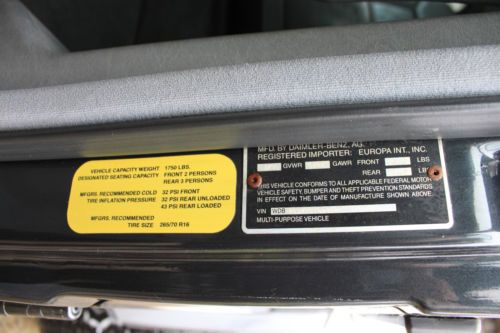 VEHICLE CAPACITY WEIGHT 1750 LBS.
DESIGNATED SEATING CAPACITY FRONT 2 PERSONS
REAR 3 PERSONS
MFGRS. RECOMMENDED COLD 32 PSI FRONT
TIRE INFLATION PRESSURE 32 PSI REAR UNLOADED
43 PSI REAR LOADED
MFGRS. RECOMMENDED
TIRE SIZE 265/70 R16
MFD. BY DAIMLER-BENZ, AG.
REGISTERED IMPORTER: EUROPA INT., INC.
GVWR GAWR FRONT LBS
REAR
THIS VEHICLE CONFORMS TO ALL APPLICABLE FEDERAL MOTOR
VEHICLE SAFETY, BUMPER AND THEFT PREVENTION STANDARDS
IN EFFECT ON THE DATE OF MANUFACTURE SHOWN ABOVE.
VIN WDB
MULTI-PURPOSE VEHICLE